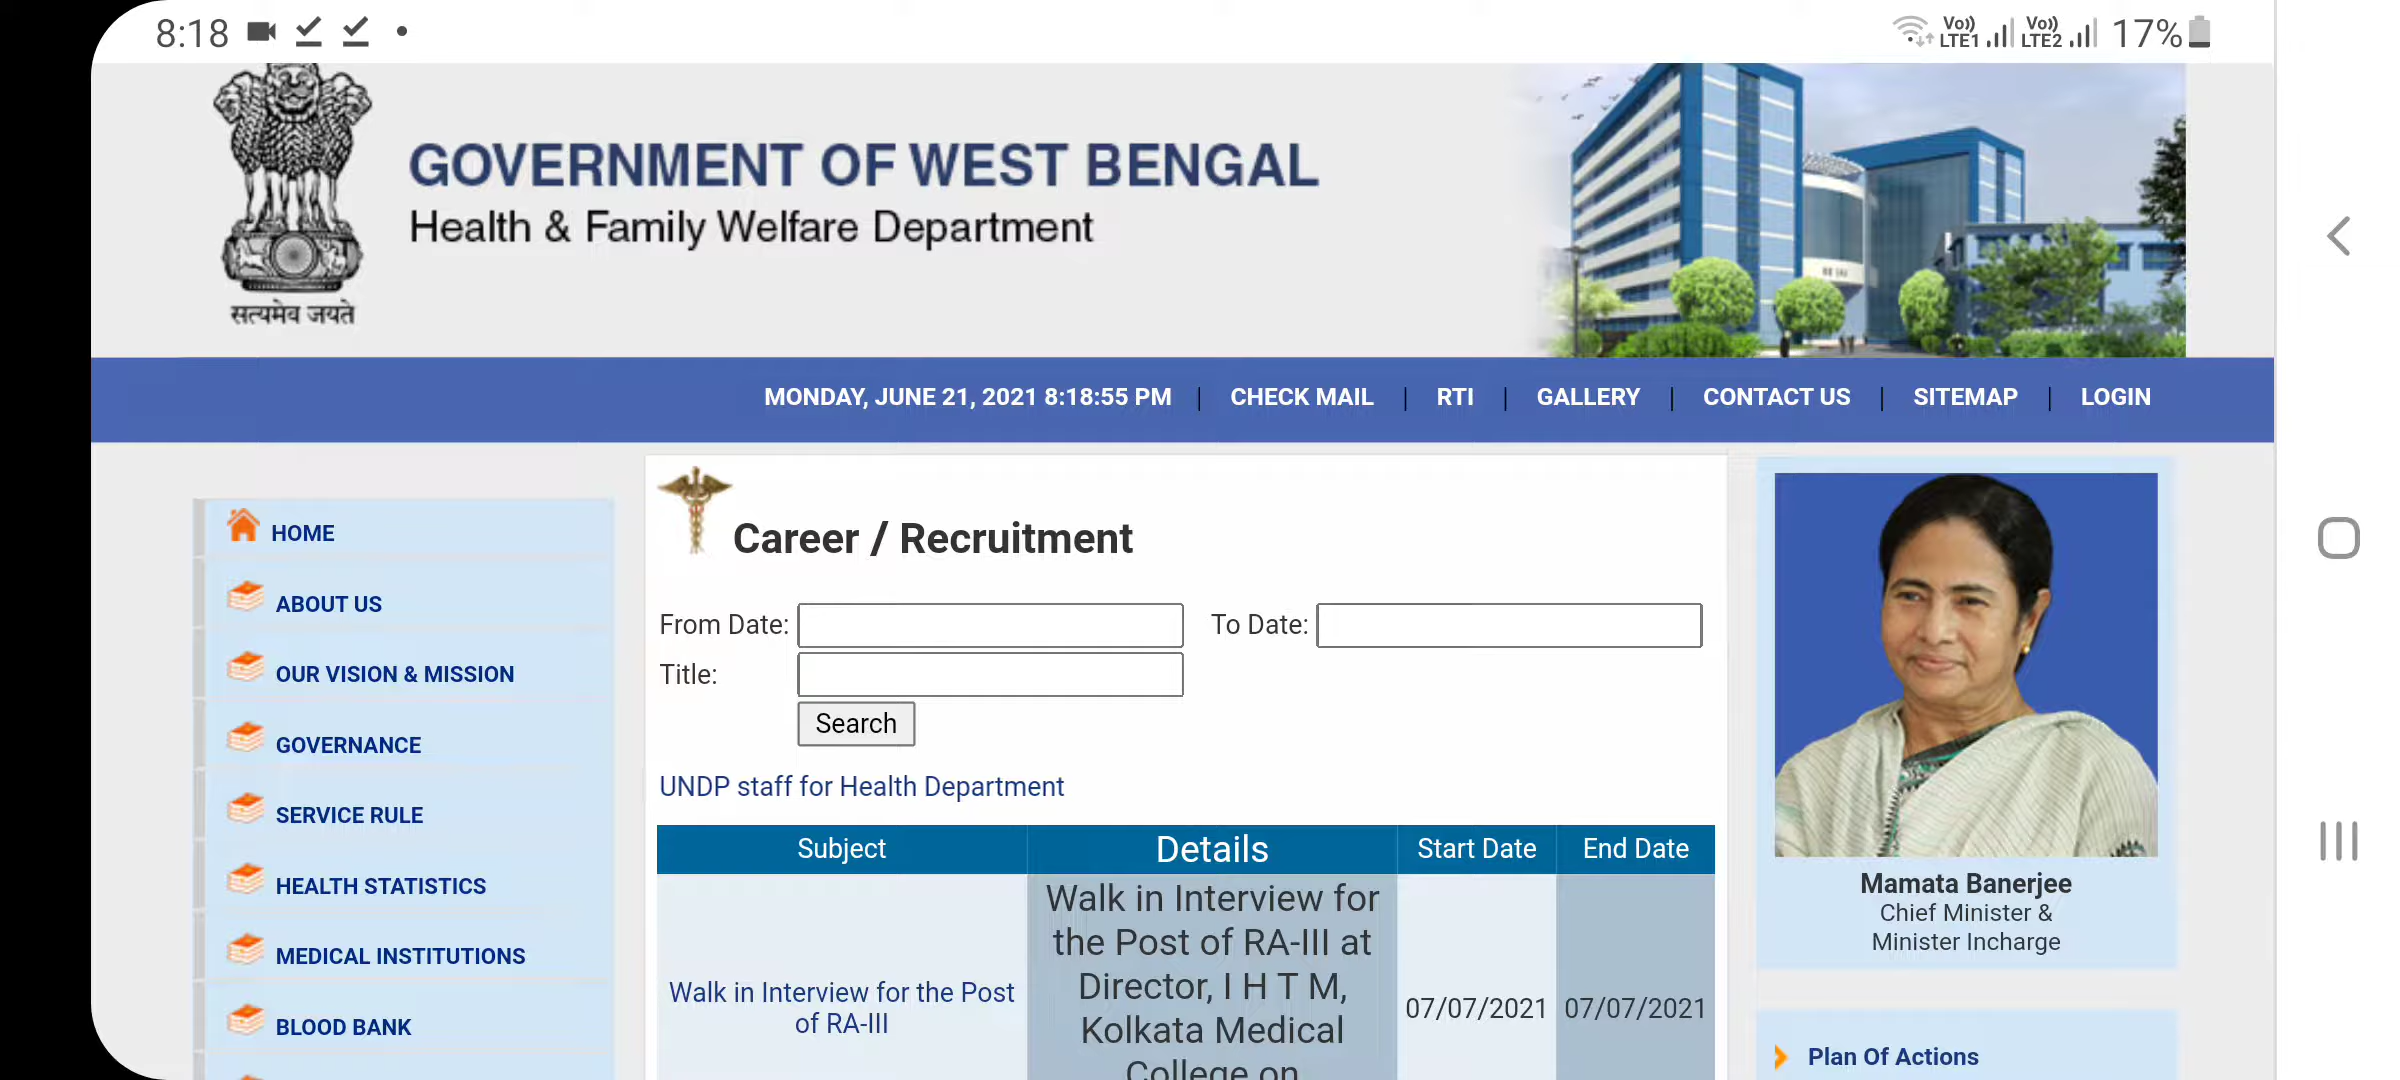 8:18
Vo)) LTE1 Vo)) LTE2 17%
GOVERNMENT OF WEST BENGAL
Health & Family Welfare Department
सत्यमेव जयते
MONDAY, JUNE 21, 2021 8:18:55 PM | CHECK MAIL | RTI | GALLERY | CONTACT US | SITEMAP | LOGIN
HOME
ABOUT US
OUR VISION & MISSION
GOVERNANCE
SERVICE RULE
HEALTH STATISTICS
MEDICAL INSTITUTIONS
BLOOD BANK
Career / Recruitment
From Date: To Date:
Title:
Search
UNDP staff for Health Department
Subject Details Start Date End Date
Walk in Interview for the Post
of RA-III
Walk in Interview for
the Post of RA-III at
Director, I H T M,
Kolkata Medical
College on
07/07/2021 07/07/2021
Mamata Banerjee
Chief Minister &
Minister Incharge
Plan Of Actions